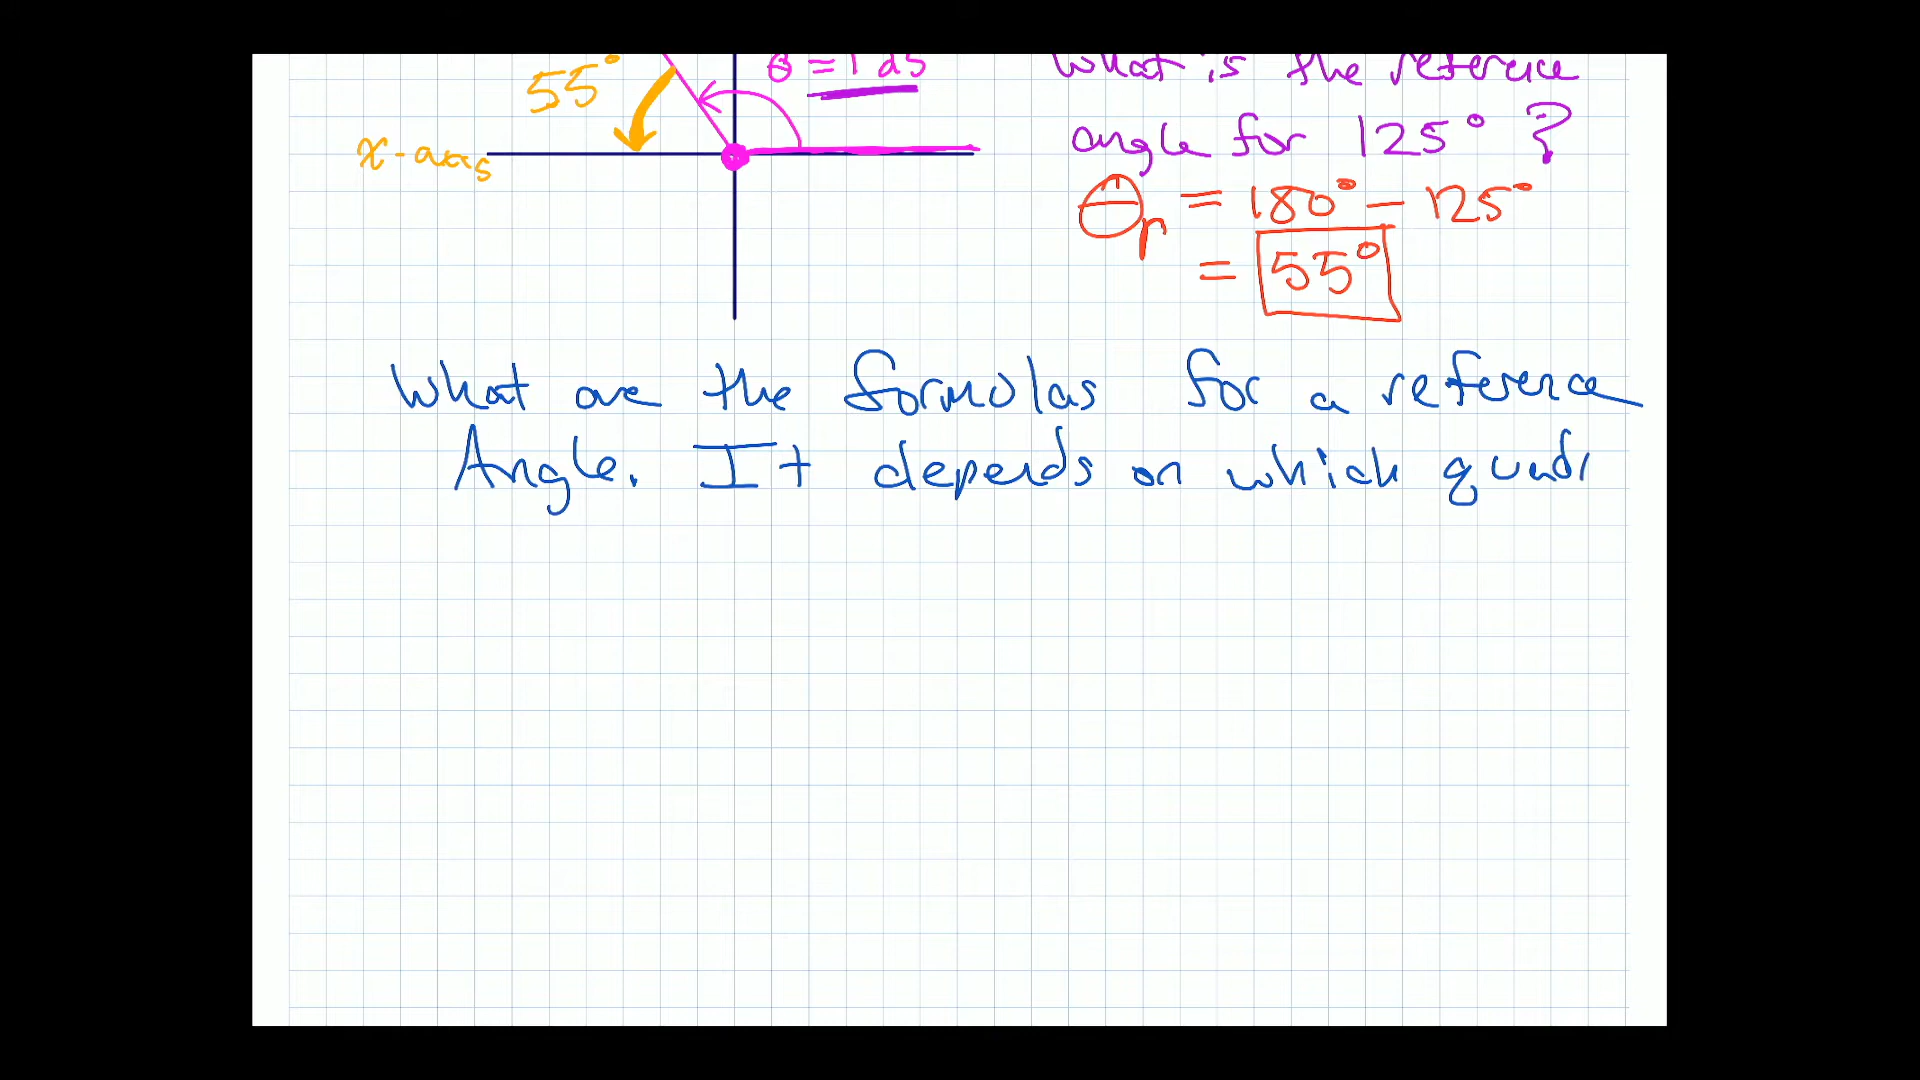 55°
θ = 125
x-axis
What is the reference
angle for 125° ?
θr = 180° - 125°
= 55°
What are the formulas for a reference
Angle. It depends on which quadr